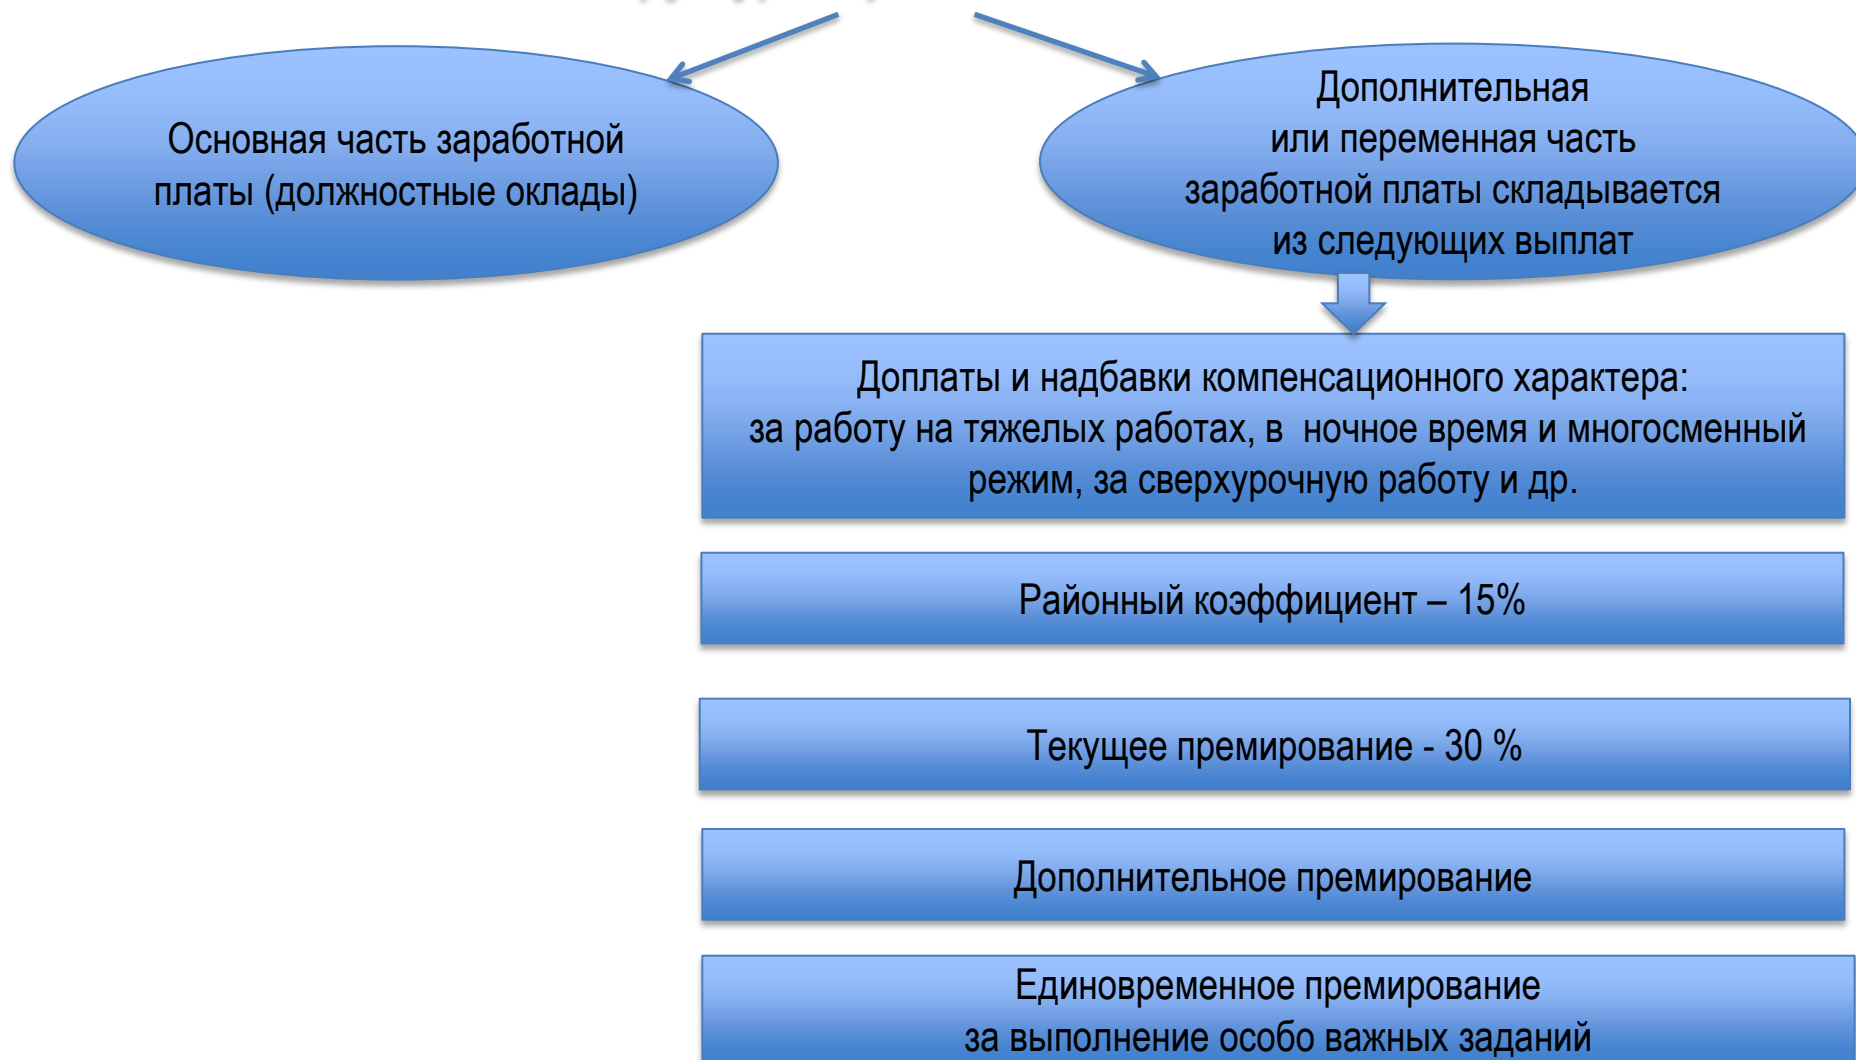 Основная часть заработной
платы (должностные оклады)
Дополнительная
или переменная часть
заработной платы складывается
из следующих выплат
Доплаты и надбавки компенсационного характера:
за работу на тяжелых работах, в  ночное время и многосменный
режим, за сверхурочную работу и др.
Районный коэффициент – 15%
Текущее премирование - 30 %
Дополнительное премирование
Единовременное премирование
за выполнение особо важных заданий